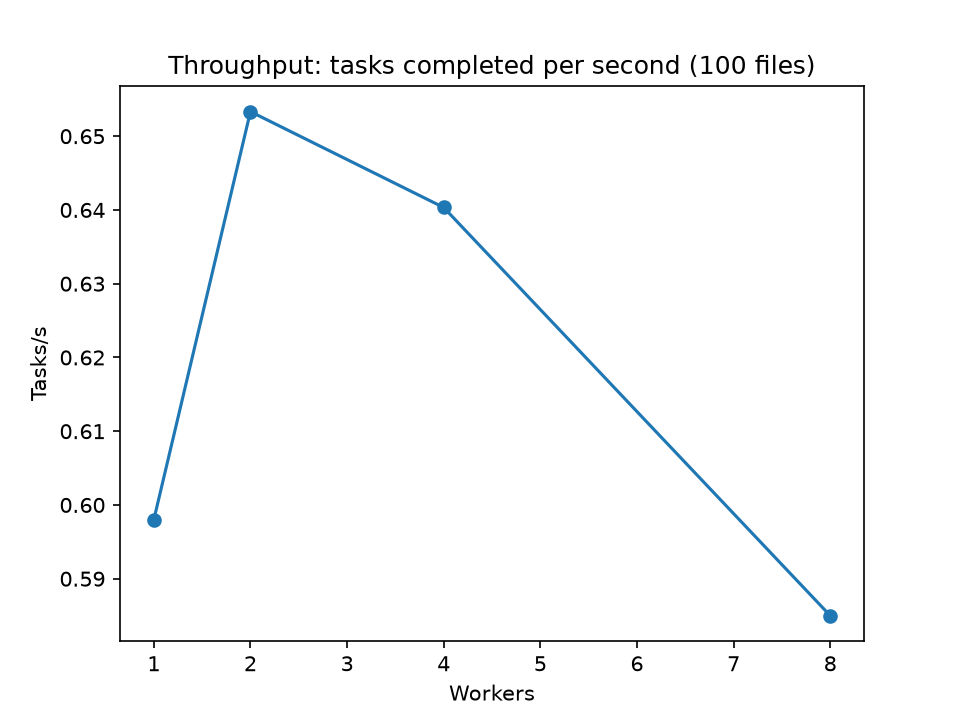 Throughput: tasks completed per second (100 files)
Tasks/s
0.65
0.64
0.63
0.62
0.61
0.60
0.59
1 2 3 4 5 6 7 8
Workers